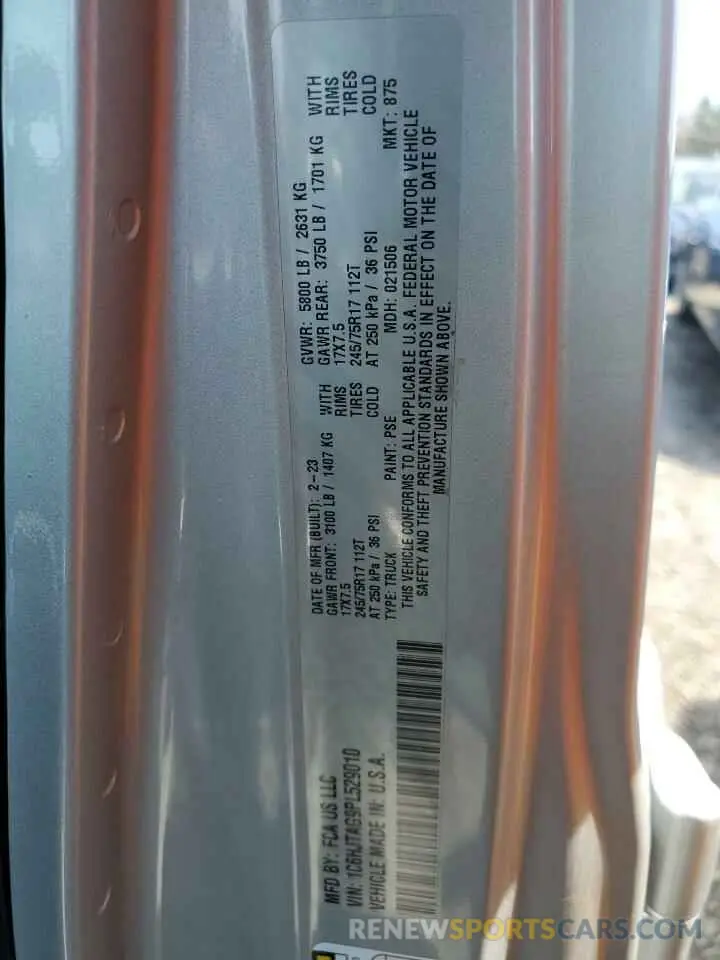 MFD BY: FCA US LLC
DATE OF MFR (BUILT): 2-23
GVWR: 5800 LB / 2631 KG
GAWR FRONT: 3100 LB / 1407 KG
WITH
17X7.5
RIMS
245/75R17 112T
TIRES
AT 250 kPa / 36 PSI
COLD
GAWR REAR: 3750 LB / 1701 KG
WITH
17X7.5
RIMS
245/75R17 112T
TIRES
AT 250 kPa / 36 PSI
COLD
VIN: 1C6HJTAG9PL529010
TYPE: TRUCK
PAINT: PSE
MDH: 021506
MKT: 875
VEHICLE MADE IN: U.S.A.
THIS VEHICLE CONFORMS TO ALL APPLICABLE U.S.A. FEDERAL MOTOR VEHICLE
SAFETY AND THEFT PREVENTION STANDARDS IN EFFECT ON THE DATE OF
MANUFACTURE SHOWN ABOVE.
RENEWSPORTSCARS.COM